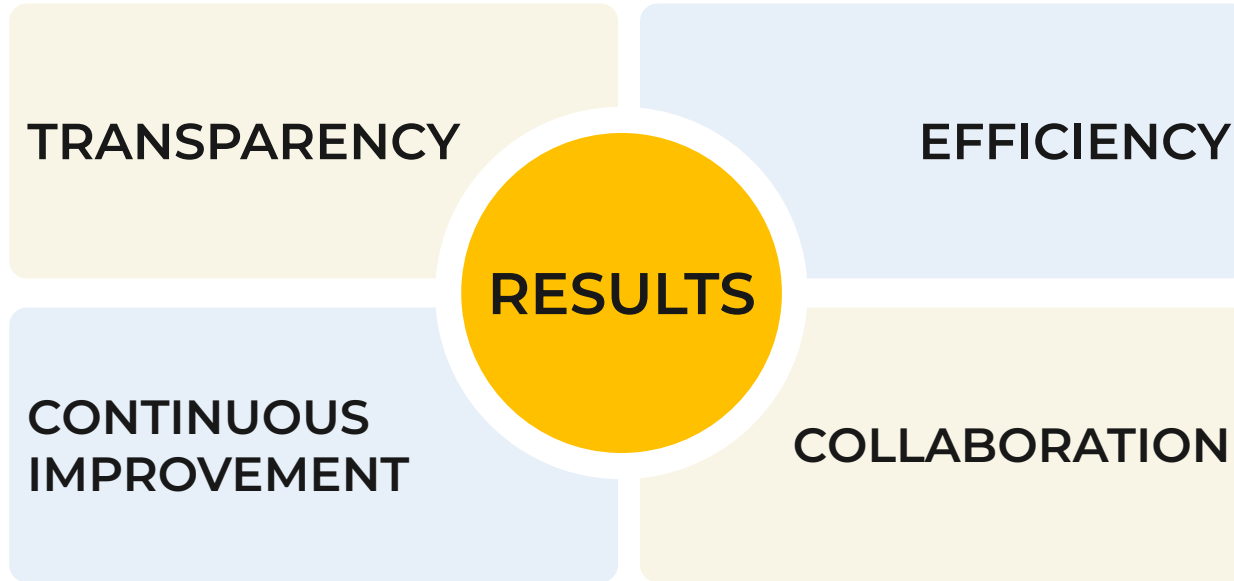 TRANSPARENCY
EFFICIENCY
RESULTS
CONTINUOUS
IMPROVEMENT
COLLABORATION